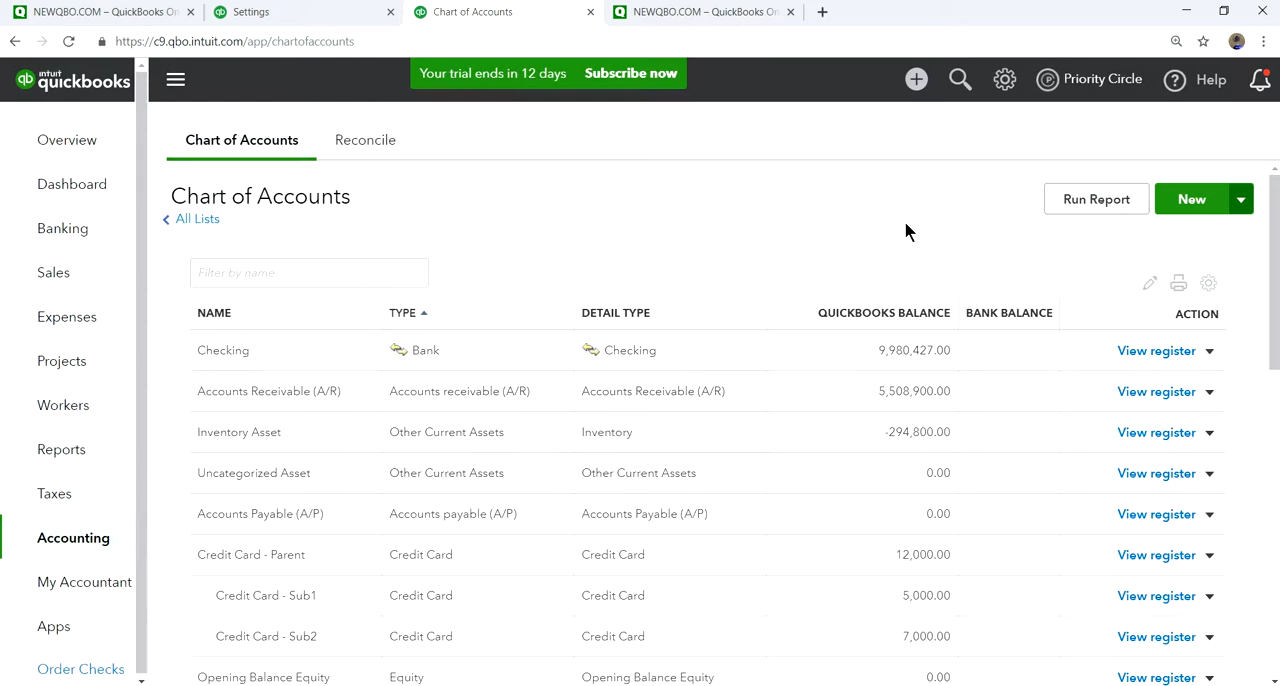 NEWQBO.COM – QuickBooks On
Settings
Chart of Accounts
NEWQBO.COM – QuickBooks On
https://c9.qbo.intuit.com/app/chartofaccounts
intuit quickbooks
Your trial ends in 12 days Subscribe now
Priority Circle
Help
Overview
Dashboard
Banking
Sales
Expenses
Projects
Workers
Reports
Taxes
Accounting
My Accountant
Apps
Order Checks
Chart of Accounts Reconcile
Chart of Accounts
All Lists
Run Report
New
Filter by name
NAME TYPE DETAIL TYPE QUICKBOOKS BALANCE BANK BALANCE ACTION
Checking Bank Checking 9,980,427.00 View register
Accounts Receivable (A/R) Accounts receivable (A/R) Accounts Receivable (A/R) 5,508,900.00 View register
Inventory Asset Other Current Assets Inventory -294,800.00 View register
Uncategorized Asset Other Current Assets Other Current Assets 0.00 View register
Accounts Payable (A/P) Accounts payable (A/P) Accounts Payable (A/P) 0.00 View register
Credit Card - Parent Credit Card Credit Card 12,000.00 View register
Credit Card - Sub1 Credit Card Credit Card 5,000.00 View register
Credit Card - Sub2 Credit Card Credit Card 7,000.00 View register
Opening Balance Equity Equity Opening Balance Equity 0.00 View register